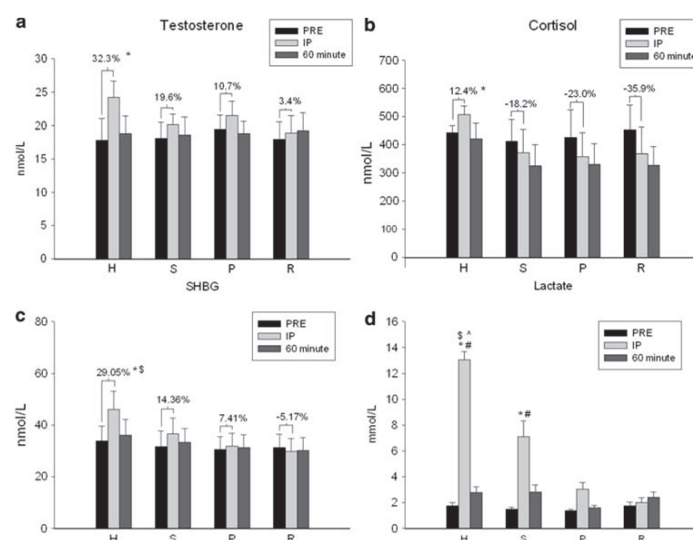 a
Testosterone
PRE
IP
60 minute
30
25
20
15
10
5
0
nmol/L
32.3% *
19.6%
10.7%
3.4%
H S P R
b
Cortisol
PRE
IP
60 minute
700
600
500
400
300
200
0
nmol/L
12.4% *
-18.2%
-23.0%
-35.9%
H S P R
c
SHBG
PRE
IP
60 minute
80
60
40
20
0
nmol/L
29.05% *$
14.36%
7.41%
-5.17%
H S P R
d
Lactate
PRE
IP
60 minute
16
14
12
10
8
6
4
2
0
mmol/L
$ ^
*#
*#
H S P R